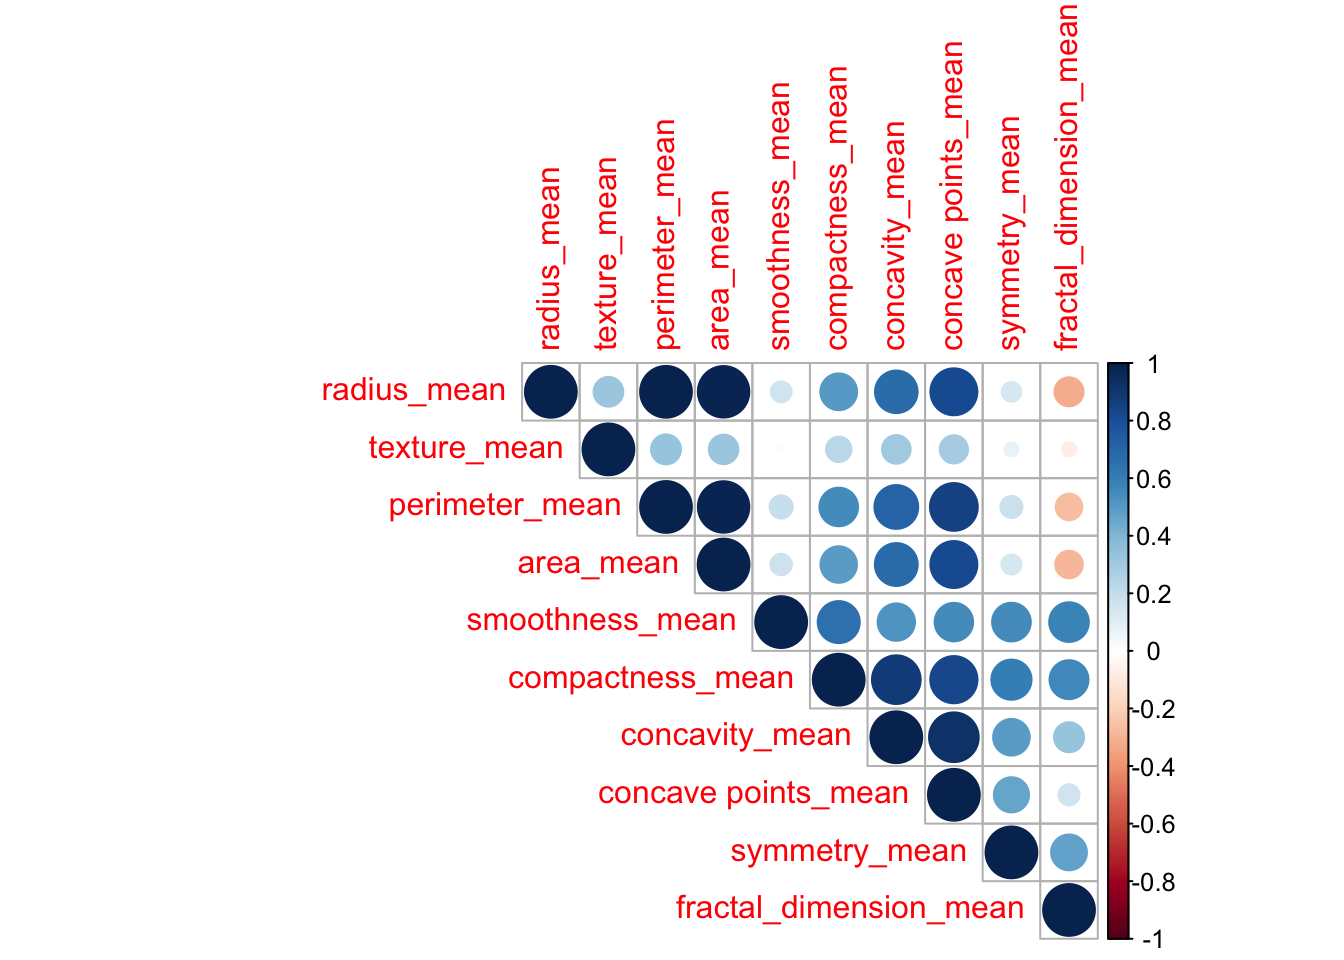 radius_mean
texture_mean
perimeter_mean
area_mean
smoothness_mean
compactness_mean
concavity_mean
concave points_mean
symmetry_mean
fractal_dimension_mean
radius_mean
texture_mean
perimeter_mean
area_mean
smoothness_mean
compactness_mean
concavity_mean
concave points_mean
symmetry_mean
fractal_dimension_mean
1
0.8
0.6
0.4
0.2
0
-0.2
-0.4
-0.6
-0.8
-1